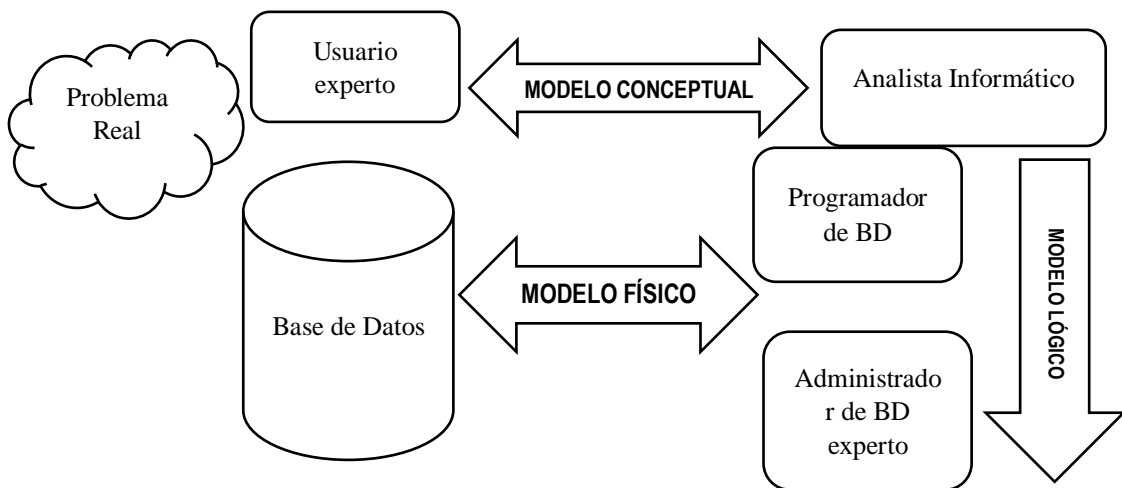 Problema
Real
Usuario
experto
MODELO CONCEPTUAL
Analista Informático
Programador
de BD
Base de Datos
MODELO FÍSICO
MODELO LÓGICO
Administrado
r de BD
experto